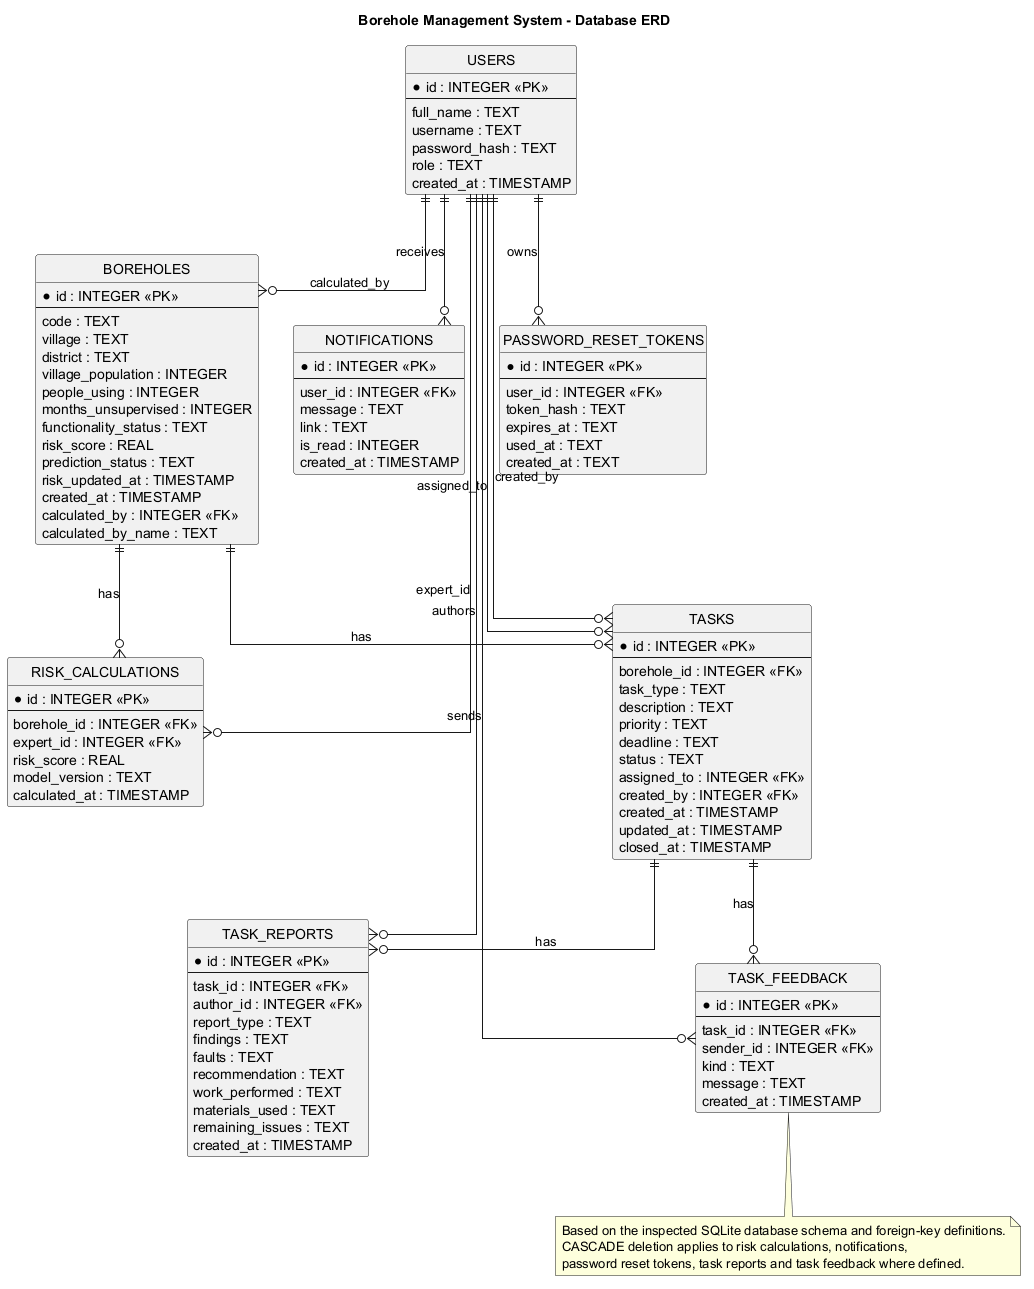 Borehole Management System - Database ERD
USERS
id : INTEGER «PK»
full_name : TEXT
username : TEXT
password_hash : TEXT
role : TEXT
created_at : TIMESTAMP
receives
owns
calculated_by
BOREHOLES
id : INTEGER «PK»
code : TEXT
village : TEXT
district : TEXT
village_population : INTEGER
people_using : INTEGER
months_unsupervised : INTEGER
functionality_status : TEXT
risk_score : REAL
prediction_status : TEXT
risk_updated_at : TIMESTAMP
created_at : TIMESTAMP
calculated_by : INTEGER «FK»
calculated_by_name : TEXT
NOTIFICATIONS
id : INTEGER «PK»
user_id : INTEGER «FK»
message : TEXT
link : TEXT
is_read : INTEGER
created_at : TIMESTAMP
PASSWORD_RESET_TOKENS
id : INTEGER «PK»
user_id : INTEGER «FK»
token_hash : TEXT
expires_at : TEXT
used_at : TEXT
created_at : TEXT
assigned_to
created_by
has
expert_id
authors
has
sends
RISK_CALCULATIONS
id : INTEGER «PK»
borehole_id : INTEGER «FK»
expert_id : INTEGER «FK»
risk_score : REAL
model_version : TEXT
calculated_at : TIMESTAMP
TASKS
id : INTEGER «PK»
borehole_id : INTEGER «FK»
task_type : TEXT
description : TEXT
priority : TEXT
deadline : TEXT
status : TEXT
assigned_to : INTEGER «FK»
created_by : INTEGER «FK»
created_at : TIMESTAMP
updated_at : TIMESTAMP
closed_at : TIMESTAMP
has
has
TASK_REPORTS
id : INTEGER «PK»
task_id : INTEGER «FK»
author_id : INTEGER «FK»
report_type : TEXT
findings : TEXT
faults : TEXT
recommendation : TEXT
work_performed : TEXT
materials_used : TEXT
remaining_issues : TEXT
created_at : TIMESTAMP
TASK_FEEDBACK
id : INTEGER «PK»
task_id : INTEGER «FK»
sender_id : INTEGER «FK»
kind : TEXT
message : TEXT
created_at : TIMESTAMP
Based on the inspected SQLite database schema and foreign-key definitions.
CASCADE deletion applies to risk calculations, notifications,
password reset tokens, task reports and task feedback where defined.